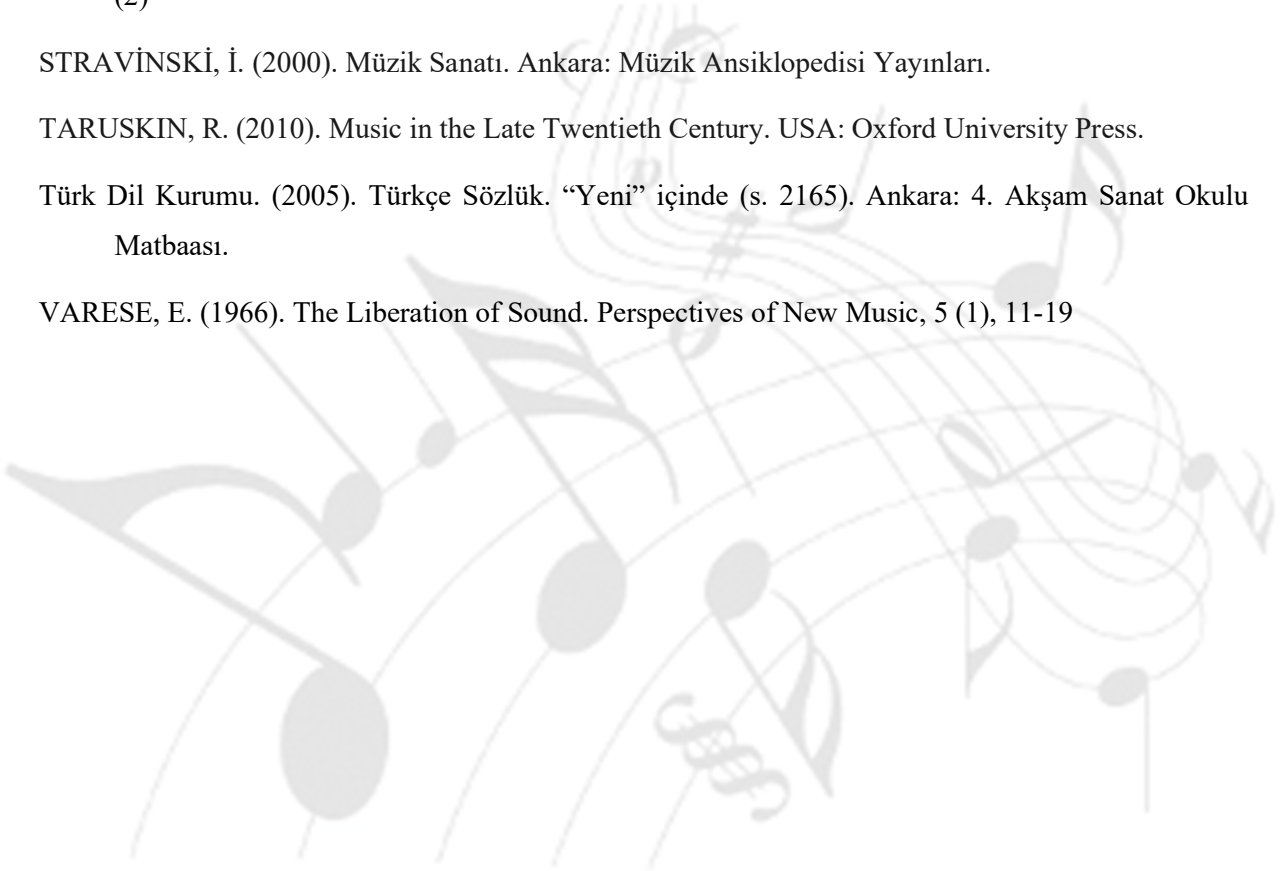 (2)
STRAVİNSKİ, İ. (2000). Müzik Sanatı. Ankara: Müzik Ansiklopedisi Yayınları.
TARUSKIN, R. (2010). Music in the Late Twentieth Century. USA: Oxford University Press.
Türk Dil Kurumu. (2005). Türkçe Sözlük. “Yeni” içinde (s. 2165). Ankara: 4. Akşam Sanat Okulu
Matbaası.
VARESE, E. (1966). The Liberation of Sound. Perspectives of New Music, 5 (1), 11-19